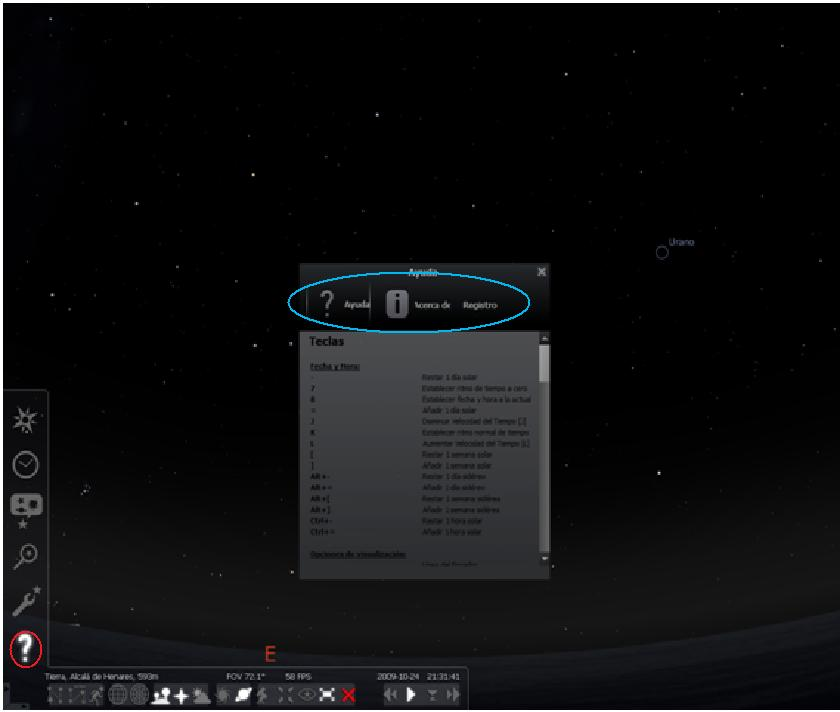 Urano
Ayuda
Ayuda
Acerca de
Registro
Teclas
Fecha y Hora:
- Restar 1 día solar
7 Establecer ritmo de tiempo a cero
8 Establecer fecha y hora a la actual
= Añadir 1 día solar
J Disminuir Velocidad del Tiempo [J]
K Establecer ritmo normal de tiempo
L Aumentar Velocidad del Tiempo [L]
[ Restar 1 semana solar
] Añadir 1 semana solar
Alt+- Restar 1 día sidéreo
Alt+= Añadir 1 día sidéreo
Alt+[ Restar 1 semana sidérea
Alt+] Añadir 1 semana sidérea
Ctrl+- Restar 1 hora solar
Ctrl+= Añadir 1 hora solar
Opciones de visualización:
E
Tierra, Alcalá de Henares, 593m FOV 72.1° 58 FPS 2009-10-24 21:31:41